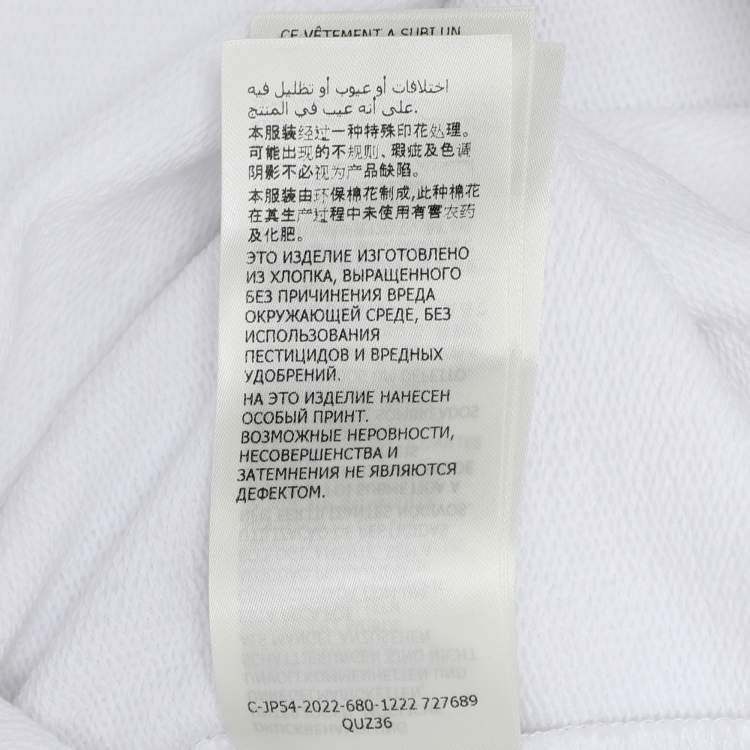 CE VÊTEMENT A SUBI UN
اختلافات أو عيوب أو تظليل فيه
على أنه عيب في المنتج.
本服装经过一种特殊印花处理。
可能出现的不规则、瑕疵及色调
阴影不必视为产品缺陷。
本服装由环保棉花制成,此种棉花
在其生产过程中未使用有害农药
及化肥。
ЭТО ИЗДЕЛИЕ ИЗГОТОВЛЕНО
ИЗ ХЛОПКА, ВЫРАЩЕННОГО
БЕЗ ПРИЧИНЕНИЯ ВРЕДА
ОКРУЖАЮЩЕЙ СРЕДЕ, БЕЗ
ИСПОЛЬЗОВАНИЯ
ПЕСТИЦИДОВ И ВРЕДНЫХ
УДОБРЕНИЙ.
НА ЭТО ИЗДЕЛИЕ НАНЕСЕН
ОСОБЫЙ ПРИНТ.
ВОЗМОЖНЫЕ НЕРОВНОСТИ,
НЕСОВЕРШЕНСТВА И
ЗАТЕМНЕНИЯ НЕ ЯВЛЯЮТСЯ
ДЕФЕКТОМ.
C-JP54-2022-680-1222 727689
QUZ36